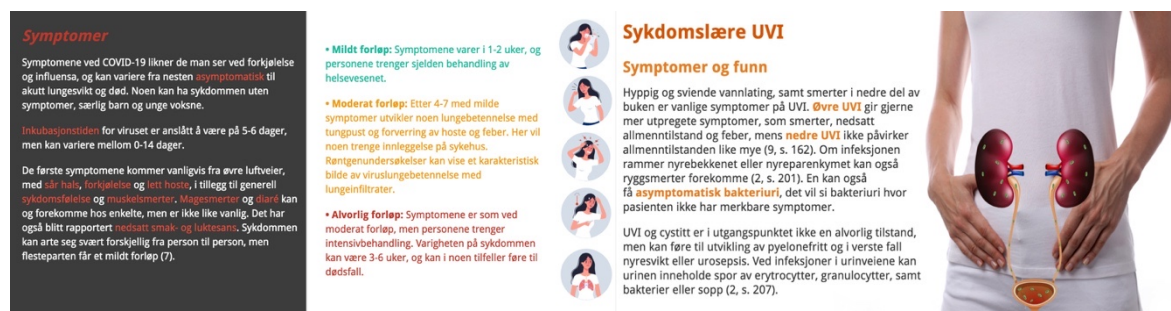 Symptomer
Symptomene ved COVID-19 likner de man ser ved forkjølelse
og influensa, og kan variere fra nesten asymptomatisk til
akutt lungesvikt og død. Noen kan ha sykdommen uten
symptomer, særlig barn og unge voksne.
Inkubasjonstiden for viruset er anslått å være på 5-6 dager,
men kan variere mellom 0-14 dager.
De første symptomene kommer vanligvis fra øvre luftveier,
med sår hals, forkjølelse og lett hoste, i tillegg til generell
sykdomsfølelse og muskelsmerter. Magesmerter og diaré kan
og forekomme hos enkelte, men er ikke like vanlig. Det har
også blitt rapportert nedsatt smak- og luktesans. Sykdommen
kan arte seg svært forskjellig fra person til person, men
flesteparten får et mildt forløp (7).
• Mildt forløp: Symptomene varer i 1-2 uker, og
personene trenger sjelden behandling av
helsevesenet.
• Moderat forløp: Etter 4-7 med milde
symptomer utvikler noen lungebetennelse med
tungpust og forverring av hoste og feber. Her vil
noen trenge innleggelse på sykehus.
Røntgenundersøkelser kan vise et karakteristisk
bilde av viruslungebetennelse med
lungeinfiltrater.
• Alvorlig forløp: Symptomene er som ved
moderat forløp, men personene trenger
intensivbehandling. Varigheten på sykdommen
kan være 3-6 uker, og kan i noen tilfeller føre til
dødsfall.
Sykdomslære UVI
Symptomer og funn
Hyppig og sviende vannlating, samt smerter i nedre del av
buken er vanlige symptomer på UVI. Øvre UVI gir gjerne
mer utpregete symptomer, som smerter, nedsatt
allmenntilstand og feber, mens nedre UVI ikke påvirker
allmenntilstanden like mye (9, s. 162). Om infeksjonen
rammer nyrebekkenet eller nyreparenkymet kan også
ryggsmerter forekomme (2, s. 201). En kan også
få asymptomatisk bakteriuri, det vil si bakteriuri hvor
pasienten ikke har merkbare symptomer.
UVI og cystitt er i utgangspunktet ikke en alvorlig tilstand,
men kan føre til utvikling av pyelonefritt og i verste fall
nyresvikt eller urosepsis. Ved infeksjoner i urinveiene kan
urinen inneholde spor av erytrocytter, granulocytter, samt
bakterier eller sopp (2, s. 207).